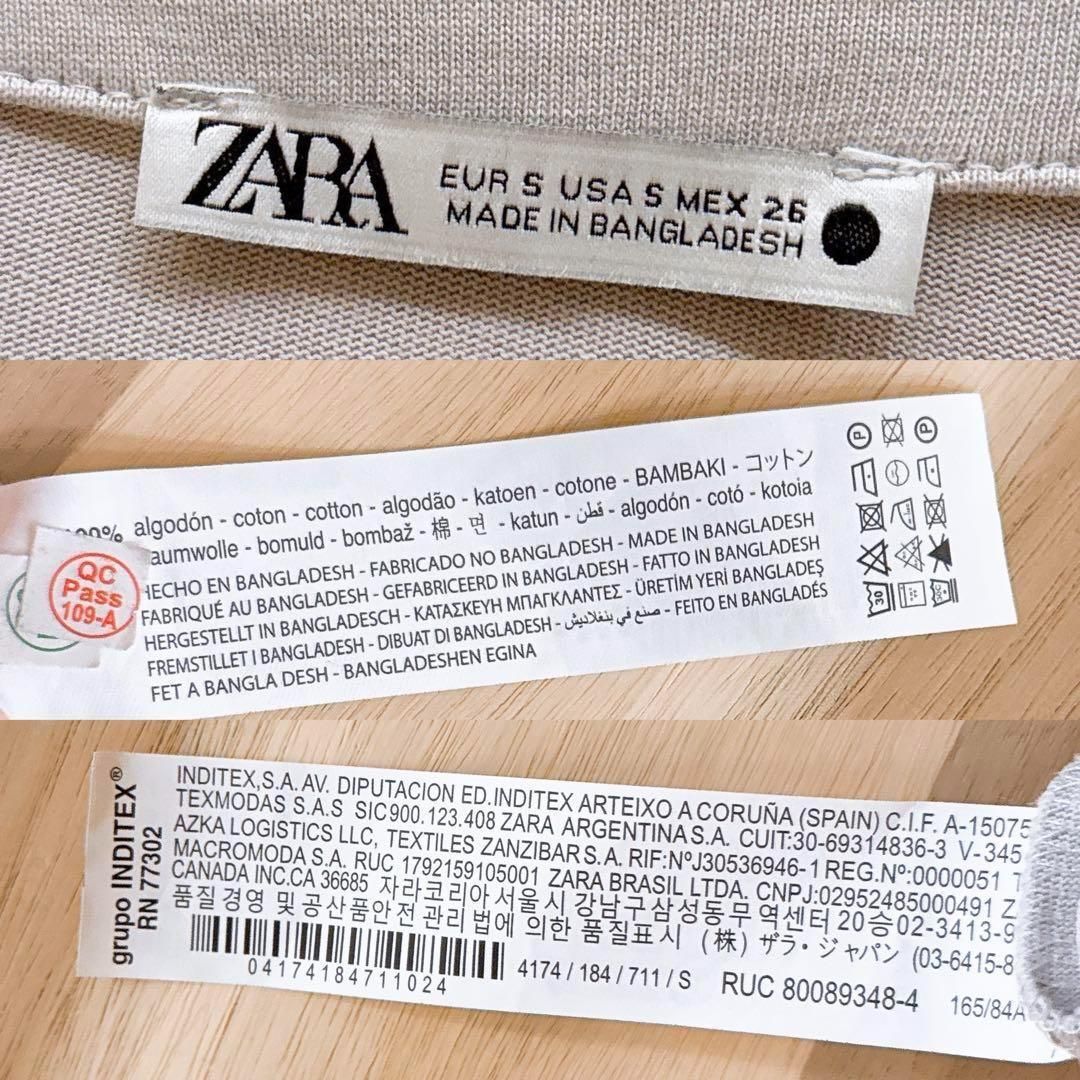 ZARA
EUR S USA S MEX 26
MADE IN BANGLADESH
algodón - coton - cotton - algodão - katoen - cotone - BAMBAKI - コットン
aumwolle - bomuld - bombaž - 棉 - 면 - katun - قطن - algodón - cotó - kotoia
HECHO EN BANGLADESH - FABRICADO NO BANGLADESH - MADE IN BANGLADESH
FABRIQUÉ AU BANGLADESH - GEFABRICEERD IN BANGLADESH - FATTO IN BANGLADESH
HERGESTELLT IN BANGLADESCH - ΚΑΤΑΣΚΕΥΗ ΜΠΑΓΚΛΑΝΤΕΣ - ÜRETİM YERİ BANGLADEŞ
FREMSTILLET I BANGLADESH - DIBUAT DI BANGLADESH - صنع في بنغلاديش - FEITO EN BANGLADÉS
FET A BANGLA DESH - BANGLADESHEN EGINA
QC
Pass
109-A
P
P
30
grupo INDITEX®
RN 77302
INDITEX,S.A. AV. DIPUTACION ED.INDITEX ARTEIXO A CORUÑA (SPAIN) C.I.F. A-15075
TEXMODAS S.A.S SIC900.123.408 ZARA ARGENTINA S.A. CUIT:30-69314836-3 V-345
AZKA LOGISTICS LLC, TEXTILES ZANZIBAR S.A. RIF:NºJ30536946-1 REG.Nº:0000051
MACROMODA S.A. RUC 1792159105001 ZARA BRASIL LTDA. CNPJ:02952485000491 Z
CANADA INC.CA 36685 자라코리아 서울시 강남구 삼성동 무역센터 20승 02-3413-9
품질경영 및 공산품안전 관리 법에 의한 품질표시 (株) ザラ・ジャパン (03-6415-8
04174184711024
4174 / 184 / 711 / S
RUC 80089348-4
165/84A